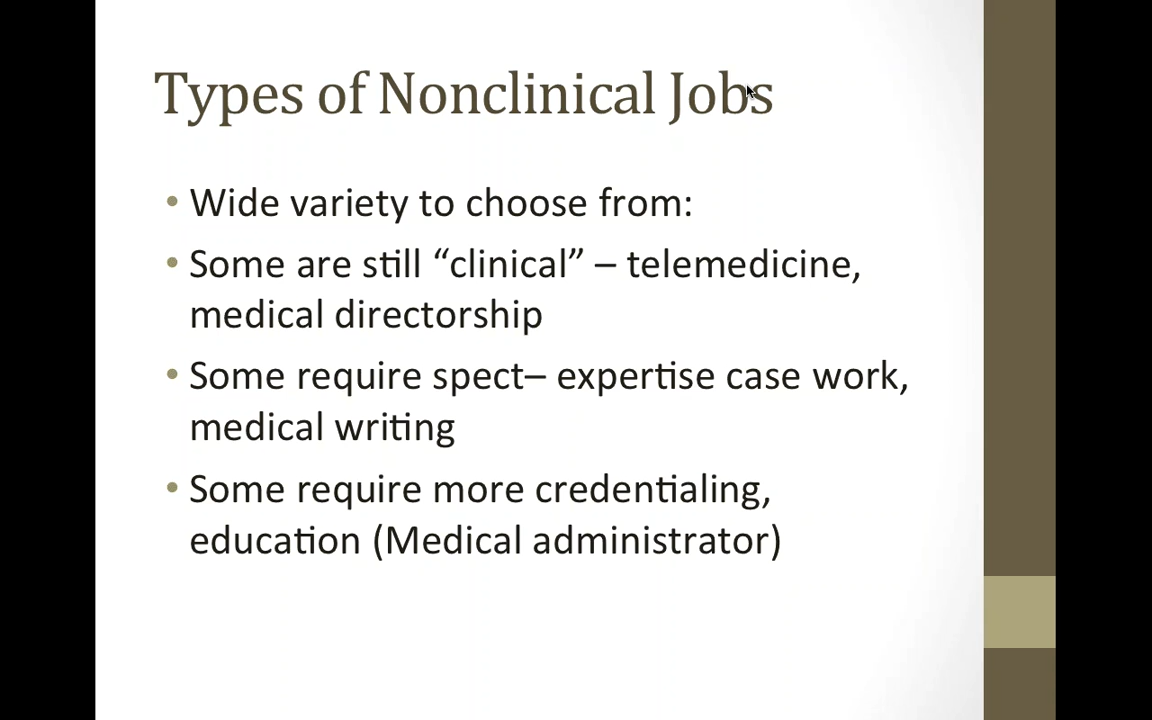 Types of Nonclinical Jobs
• Wide variety to choose from:
• Some are still “clinical” – telemedicine,
medical directorship
• Some require spect– expertise case work,
medical writing
• Some require more credentialing,
education (Medical administrator)